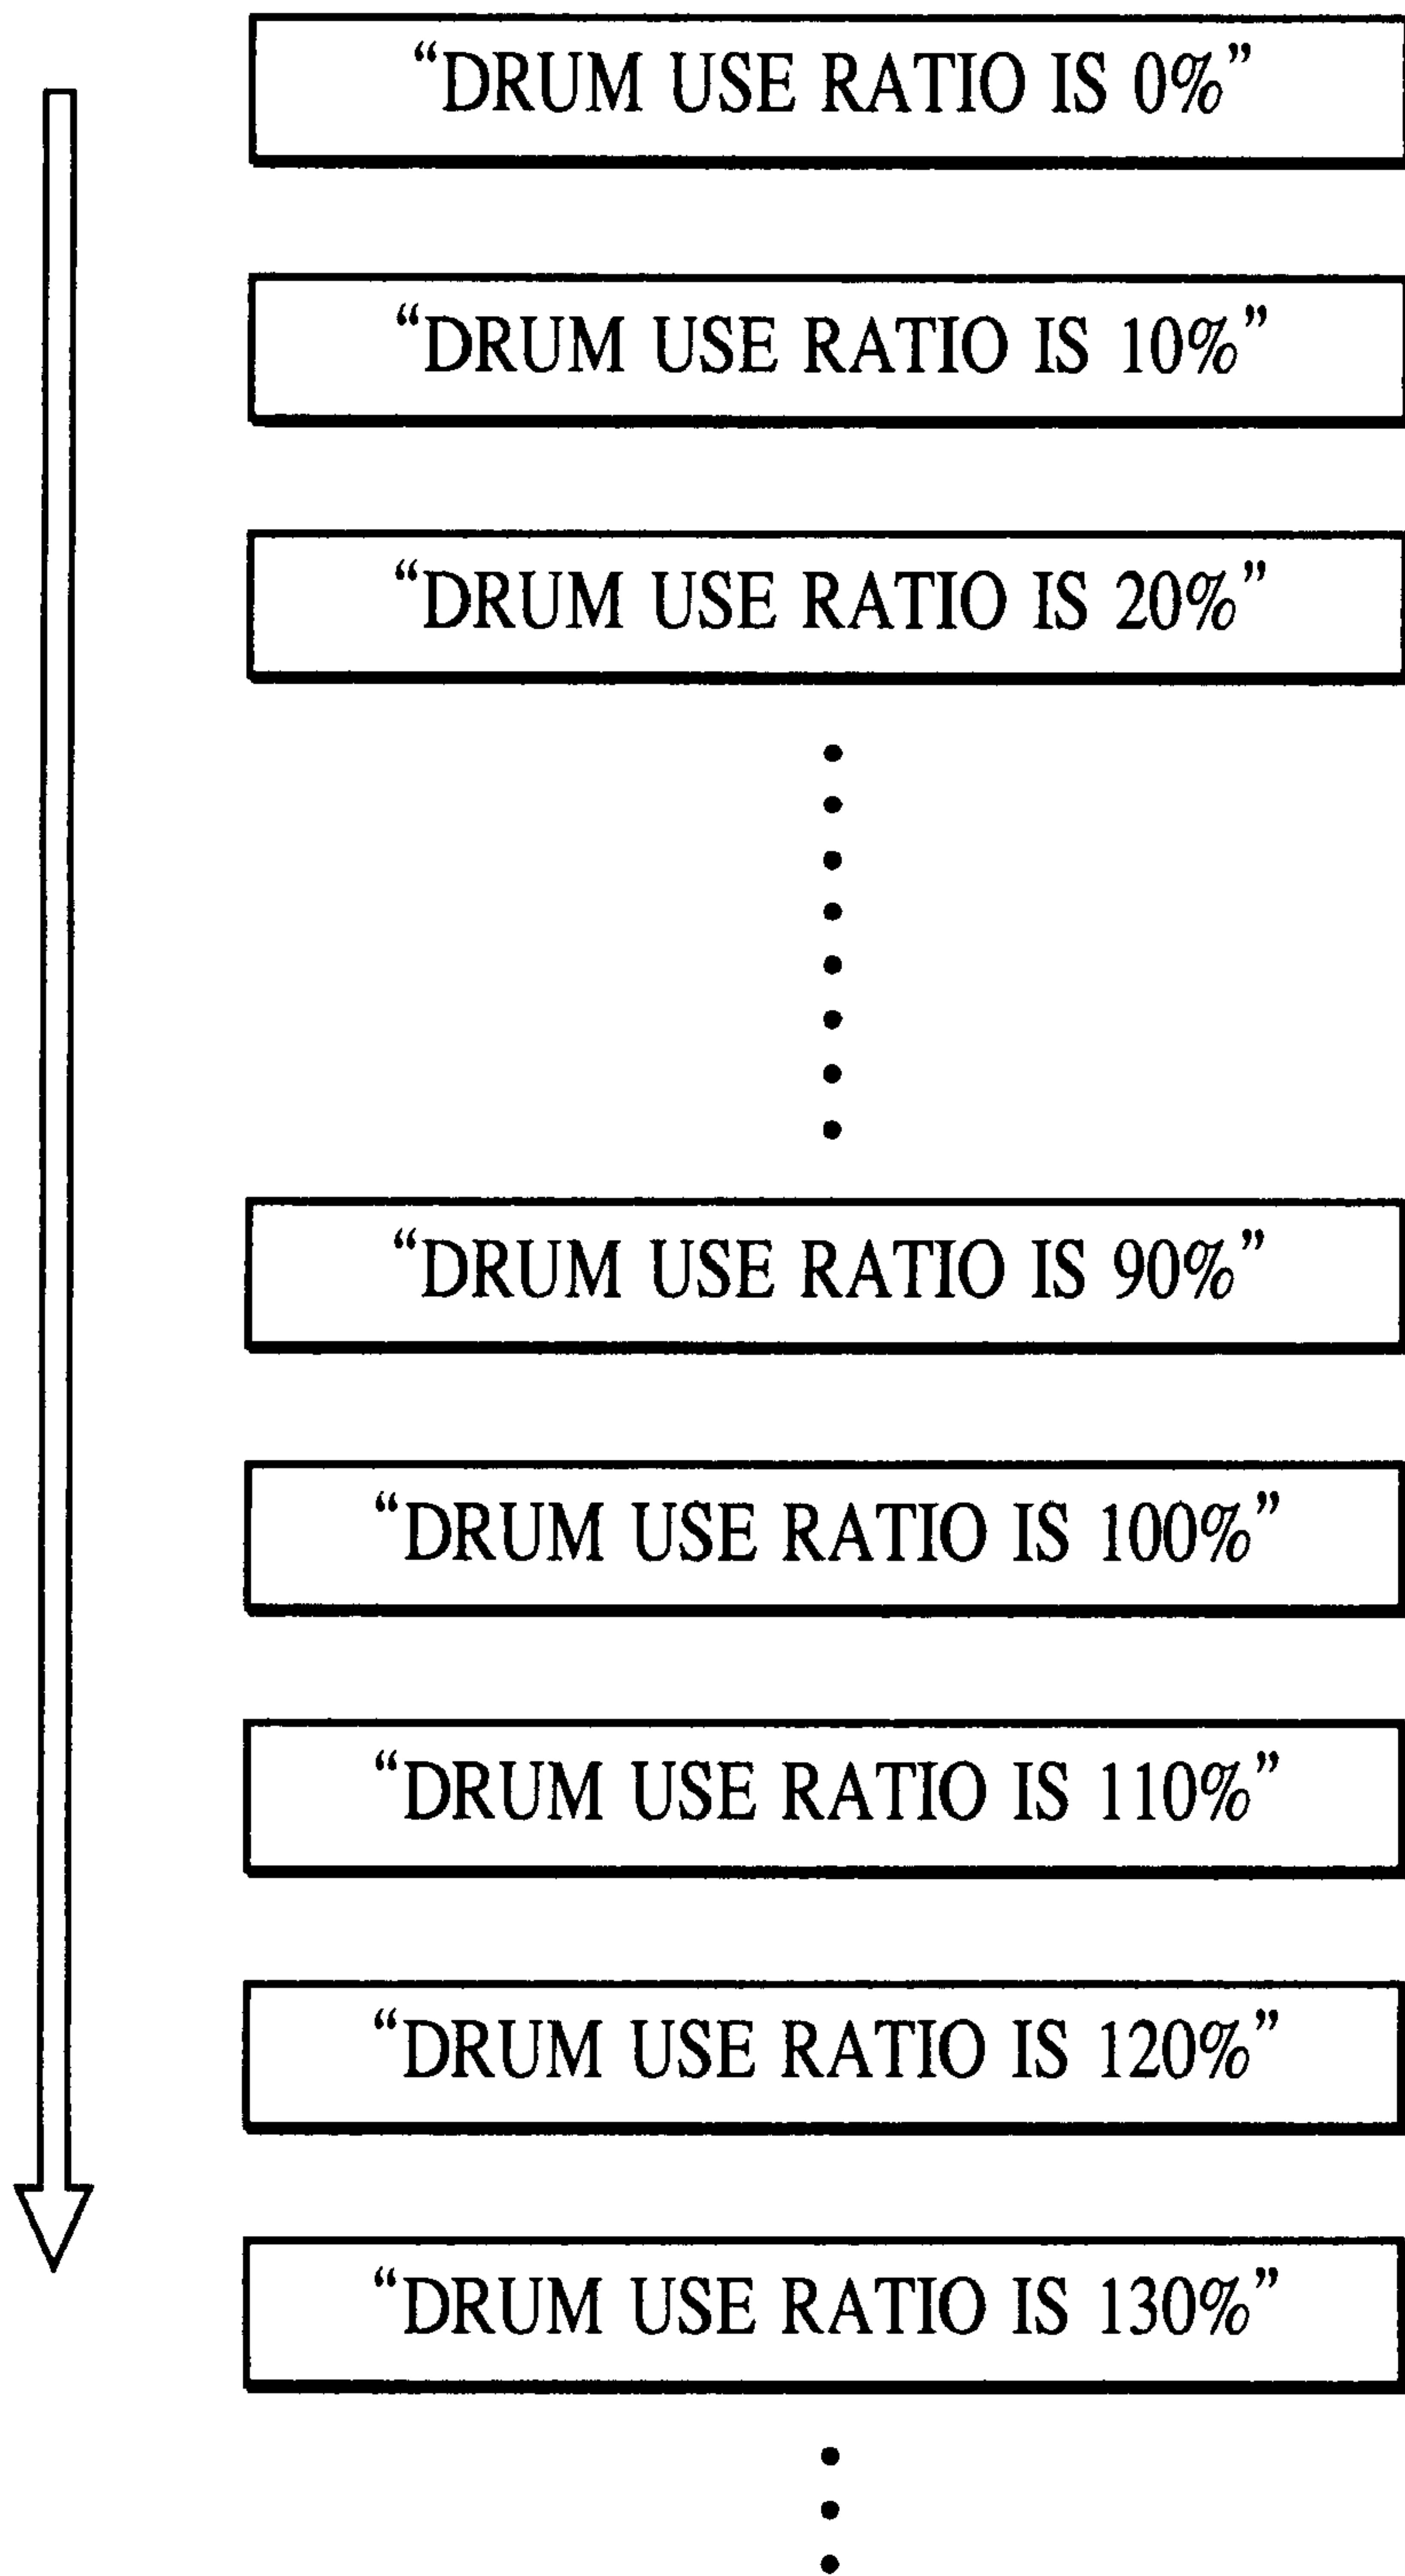 “DRUM USE RATIO IS 0%”
“DRUM USE RATIO IS 10%”
“DRUM USE RATIO IS 20%”
“DRUM USE RATIO IS 90%”
“DRUM USE RATIO IS 100%”
“DRUM USE RATIO IS 110%”
“DRUM USE RATIO IS 120%”
“DRUM USE RATIO IS 130%”